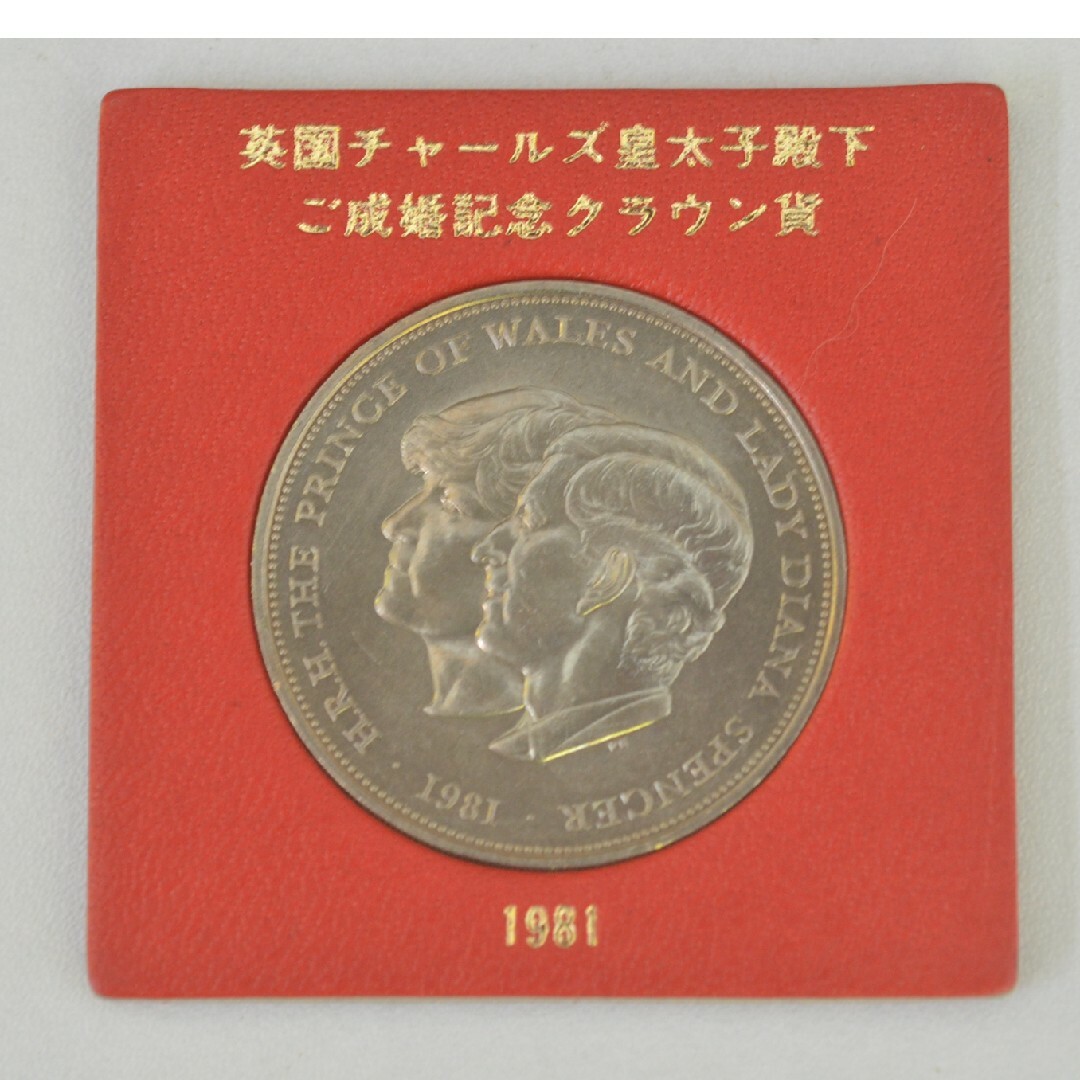 英国チャールズ皇太子殿下
ご成婚記念クラウン貨
H.R.H. THE PRINCE OF WALES AND LADY DIANA SPENCER · 1981 ·
1981